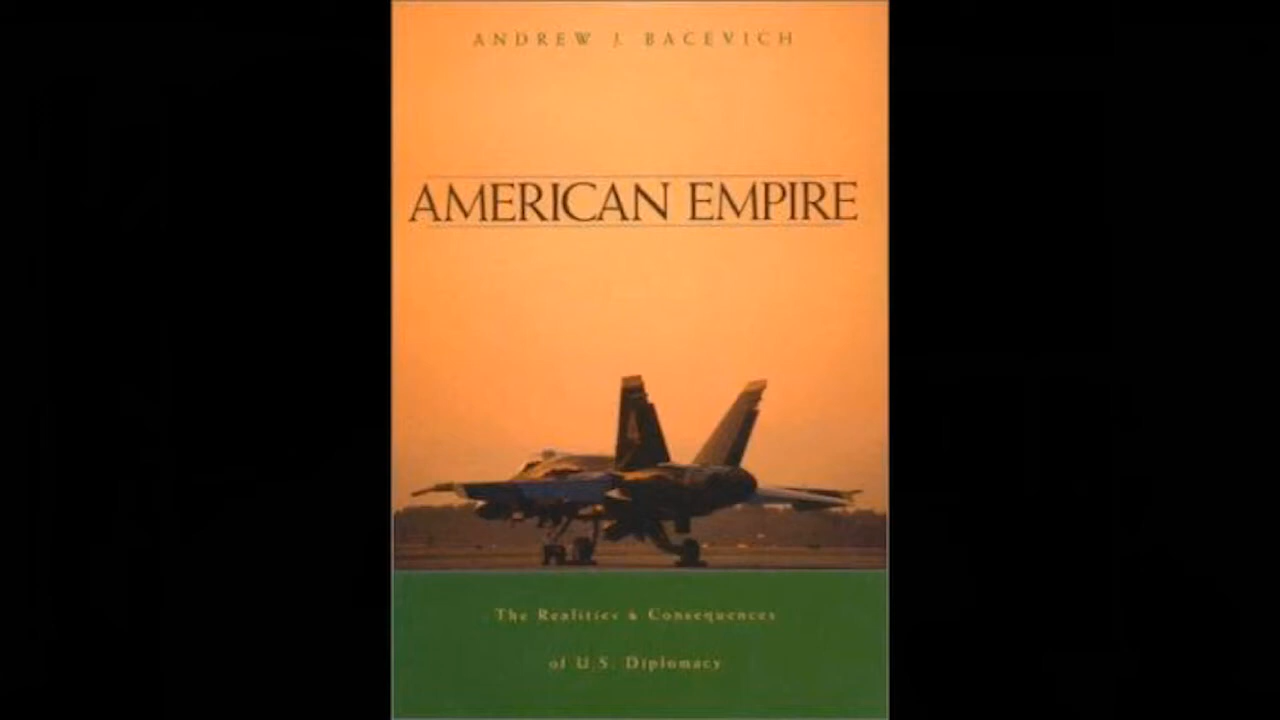 ANDREW J. BACEVICH
AMERICAN EMPIRE
The Realities & Consequences
of U.S. Diplomacy